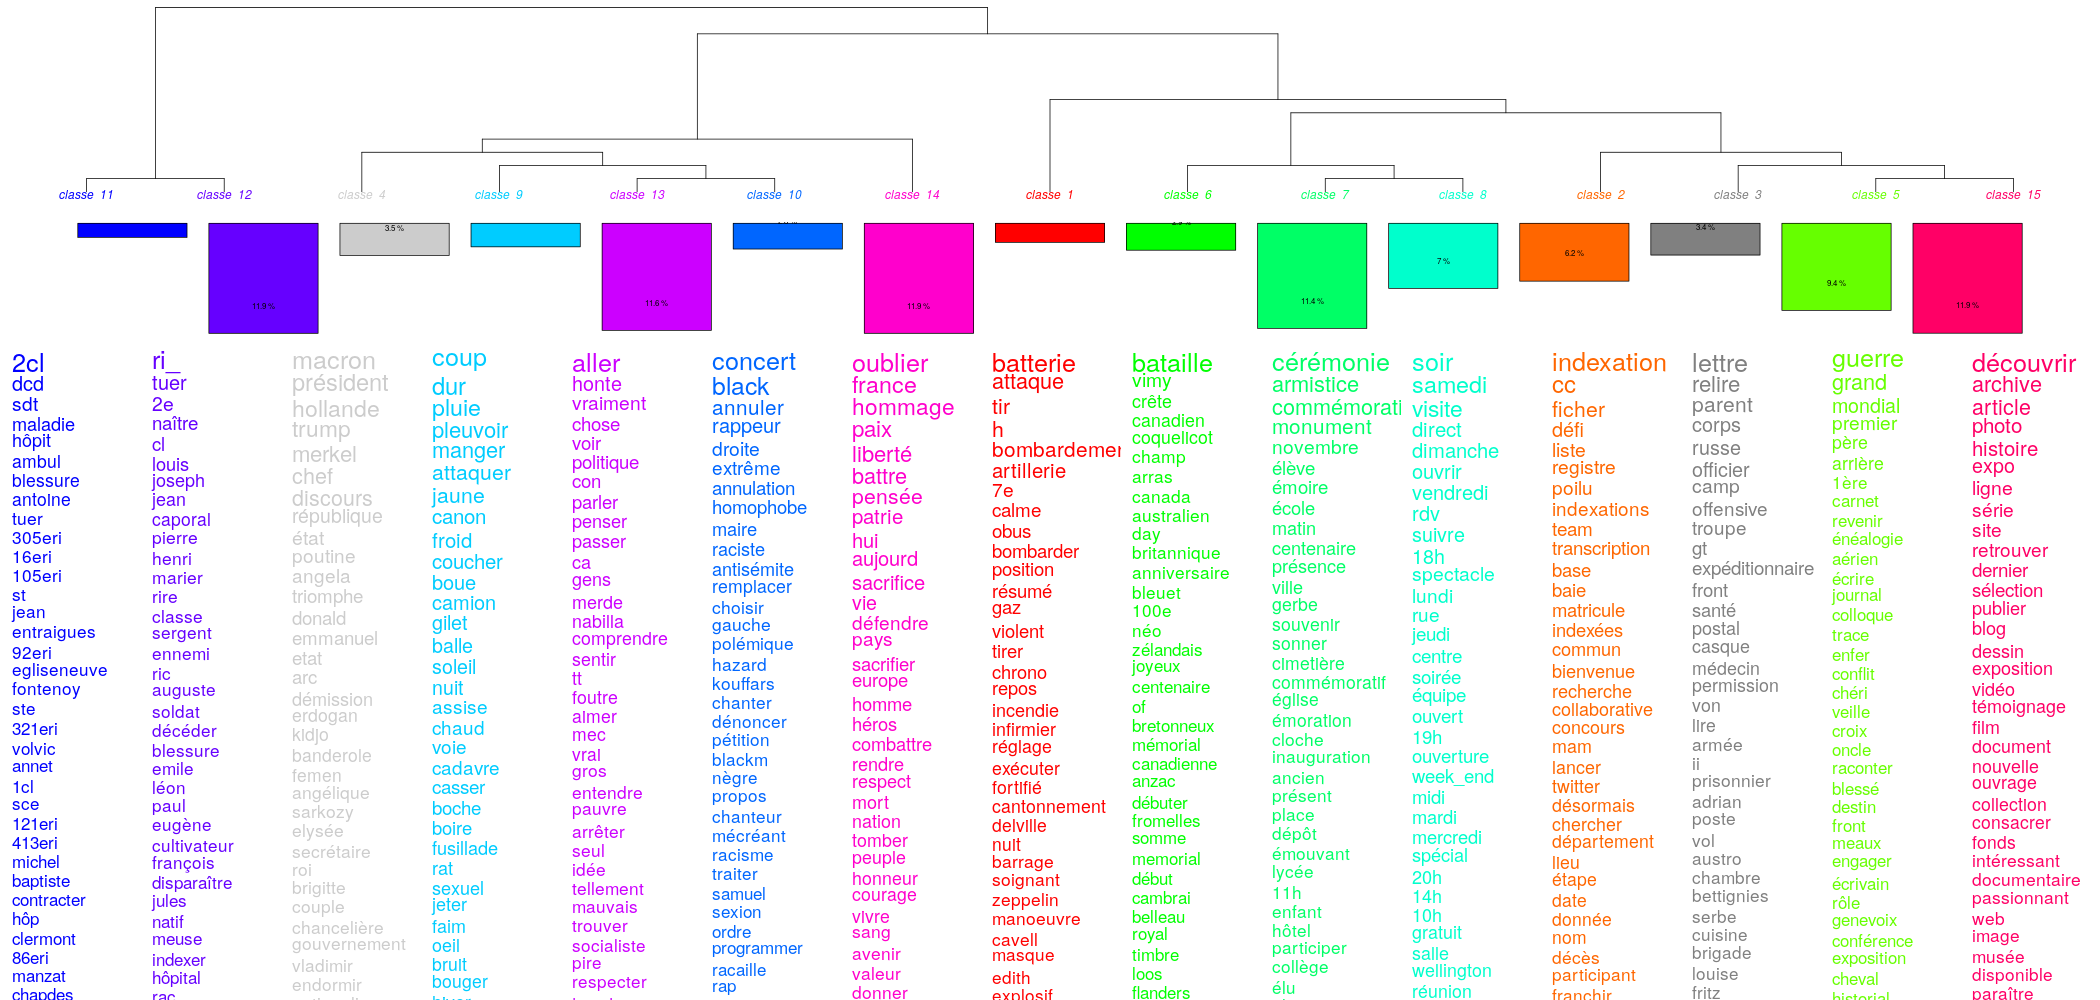 classe 11
classe 12
classe 4
classe 9
classe 13
classe 10
classe 14
classe 1
classe 6
classe 7
classe 8
classe 2
classe 3
classe 5
classe 15
11.9 %
3.5 %
11.6 %
11.9 %
11.4 %
7 %
6.2 %
3.4 %
9.4 %
11.9 %
2cl
dcd
sdt
maladie
hôpit
ambul
blessure
antoine
tuer
305eri
16eri
105eri
st
jean
entraigues
92eri
egliseneuve
fontenoy
ste
321eri
volvic
annet
1cl
sce
121eri
413eri
michel
baptiste
contracter
hôp
clermont
86eri
manzat
chapdes
ri_
tuer
2e
naître
cl
louis
joseph
jean
caporal
pierre
henri
marier
rire
classe
sergent
ennemi
ric
auguste
soldat
décéder
blessure
emile
léon
paul
eugène
cultivateur
françois
disparaître
jules
natif
meuse
indexer
hôpital
rac
macron
président
hollande
trump
merkel
chef
discours
république
état
poutine
angela
triomphe
donald
emmanuel
etat
arc
démission
erdogan
kidjo
banderole
femen
angélique
sarkozy
elysée
secrétaire
roi
brigitte
couple
chancelière
gouvernement
vladimir
endormir
coup
dur
pluie
pleuvoir
manger
attaquer
jaune
canon
froid
coucher
boue
camion
gilet
balle
soleil
nuit
assise
chaud
voie
cadavre
casser
boche
boire
fusillade
rat
sexuel
jeter
faim
oeil
bruit
bouger
aller
honte
vraiment
chose
voir
politique
con
parler
penser
passer
ca
gens
merde
nabilla
comprendre
sentir
tt
foutre
aimer
mec
vrai
gros
entendre
pauvre
arrêter
seul
idée
tellement
mauvais
trouver
socialiste
pire
respecter
concert
black
annuler
rappeur
droite
extrême
annulation
homophobe
maire
raciste
antisémite
remplacer
choisir
gauche
polémique
hazard
kouffars
chanter
dénoncer
pétition
blackm
nègre
propos
chanteur
mécréant
racisme
traiter
samuel
sexion
ordre
programmer
racaille
rap
oublier
france
hommage
paix
liberté
battre
pensée
patrie
hui
aujourd
sacrifice
vie
défendre
pays
sacrifier
europe
homme
héros
combattre
rendre
respect
mort
nation
tomber
peuple
honneur
courage
vivre
sang
avenir
valeur
donner
batterie
attaque
tir
h
bombardemer
artillerie
7e
calme
obus
bombarder
position
résumé
gaz
violent
tirer
chrono
repos
incendie
infirmier
réglage
exécuter
fortifié
cantonnement
delville
nuit
barrage
soignant
zeppelin
manoeuvre
cavell
masque
edith
explosif
bataille
vimy
crête
canadien
coquelicot
champ
arras
canada
australien
day
britannique
anniversaire
bleuet
100e
néo
zélandais
joyeux
centenaire
of
bretonneux
mémorial
canadienne
anzac
débuter
fromelles
somme
memorial
début
cambrai
belleau
royal
timbre
loos
flanders
cérémonie
armistice
commémorati
monument
novembre
élève
émoire
école
matin
centenaire
présence
ville
gerbe
souvenir
sonner
cimetière
commémoratif
église
émoration
cloche
inauguration
ancien
présent
place
dépôt
émouvant
lycée
11h
enfant
hôtel
participer
collège
élu
soir
samedi
visite
direct
dimanche
ouvrir
vendredi
rdv
suivre
18h
spectacle
lundi
rue
jeudi
centre
soirée
équipe
ouvert
19h
ouverture
week_end
midi
mardi
mercredi
spécial
20h
14h
10h
gratuit
salle
wellington
réunion
indexation
cc
ficher
défi
liste
registre
poilu
indexations
team
transcription
base
baie
matricule
indexées
commun
bienvenue
recherche
collaborative
concours
mam
lancer
twitter
désormais
chercher
département
lieu
étape
date
donnée
nom
décès
participant
franchir
lettre
relire
parent
corps
russe
officier
camp
offensive
troupe
gt
expéditionnaire
front
santé
postal
casque
médecin
permission
von
lire
armée
ii
prisonnier
adrian
poste
vol
austro
chambre
bettignies
serbe
cuisine
brigade
louise
fritz
guerre
grand
mondial
premier
père
arrière
1ère
carnet
revenir
énéalogie
aérien
écrire
journal
colloque
trace
enfer
conflit
chéri
veille
croix
oncle
raconter
blessé
destin
front
meaux
engager
écrivain
rôle
genevoix
conférence
exposition
cheval
historial
découvrir
archive
article
photo
histoire
expo
ligne
série
site
retrouver
dernier
sélection
publier
blog
dessin
exposition
vidéo
témoignage
film
document
nouvelle
ouvrage
collection
consacrer
fonds
intéressant
documentaire
passionnant
web
image
musée
disponible
paraître